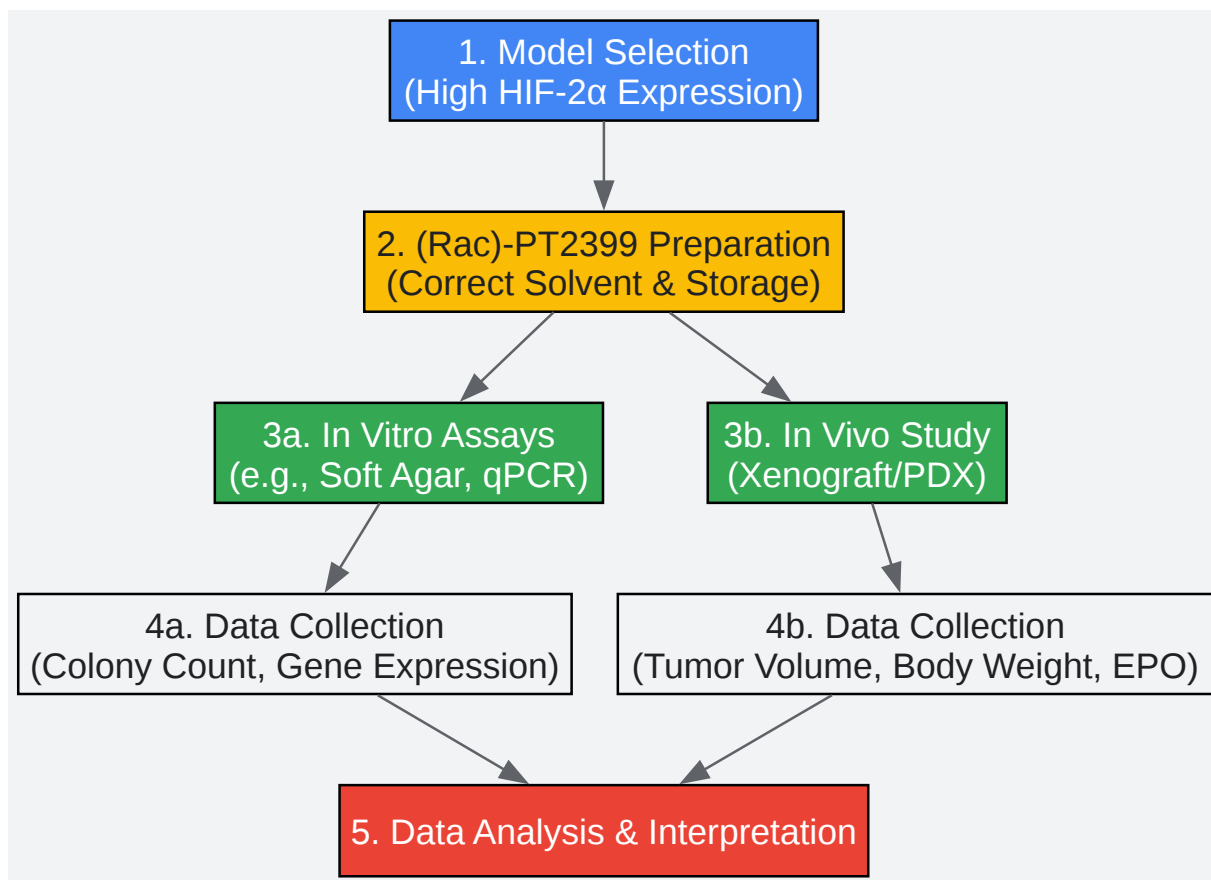 1. Model Selection
(High HIF-2α Expression)
2. (Rac)-PT2399 Preparation
(Correct Solvent & Storage)
3a. In Vitro Assays
(e.g., Soft Agar, qPCR)
3b. In Vivo Study
(Xenograft/PDX)
4a. Data Collection
(Colony Count, Gene Expression)
4b. Data Collection
(Tumor Volume, Body Weight, EPO)
5. Data Analysis & Interpretation